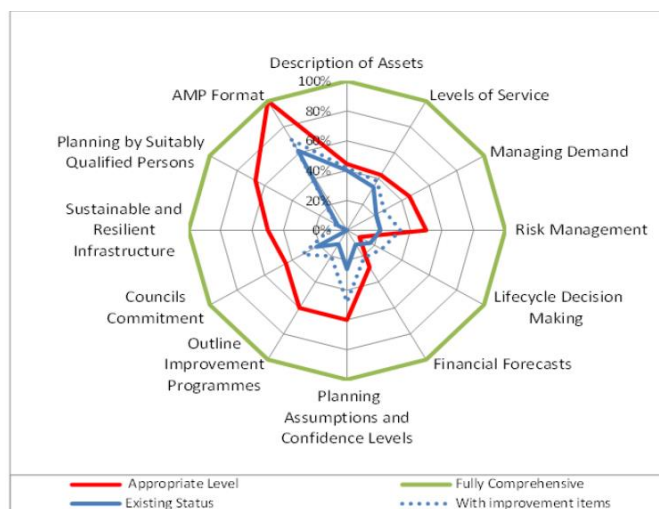 Description of Assets
100%
AMP Format
Levels of Service
80%
60%
Planning by Suitably
Qualified Persons
Managing Demand
40%
20%
Sustainable and
Resilient
Infrastructure
0%
Risk Management
Councils
Commitment
Lifecycle Decision
Making
Outline
Improvement
Programmes
Financial Forecasts
Planning
Assumptions and
Confidence Levels
Appropriate Level
Fully Comprehensive
Existing Status
With improvement items